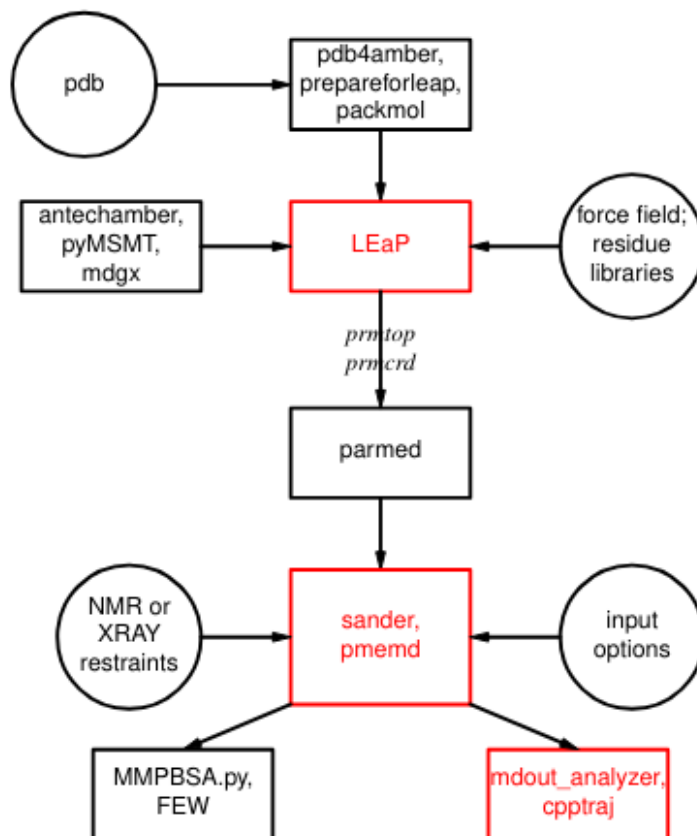 pdb
pdb4amber,
prepareforleap,
packmol
antechamber,
pyMSMT,
mdgx
LEaP
force field;
residue
libraries
prmtop
prmcrd
parmed
NMR or
XRAY
restraints
sander,
pmemd
input
options
MMPBSA.py,
FEW
mdout_analyzer,
cpptraj